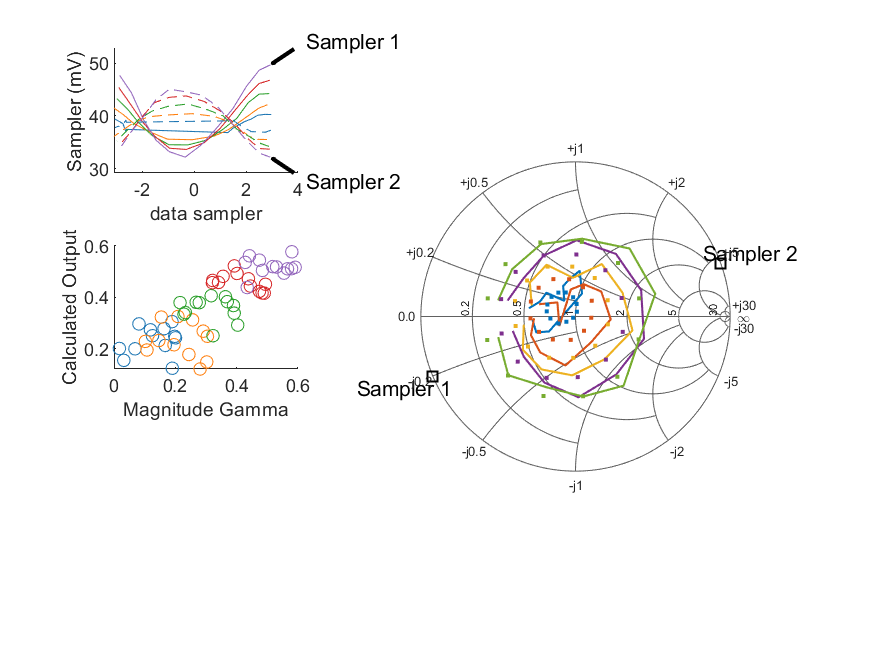 Sampler 1
50
40
30
Sampler (mV)
-2
0
2
4
data sampler
Sampler 2
0.6
0.4
0.2
Calculated Output
0
0.2
0.4
0.6
Magnitude Gamma
+j1
+j0.5
+j2
+j0.2
+j5
Sampler 2
0.0
0.2
0.5
1
2
5
30
+j30
∞
-j30
-j0.2
Sampler 1
-j5
-j0.5
-j2
-j1